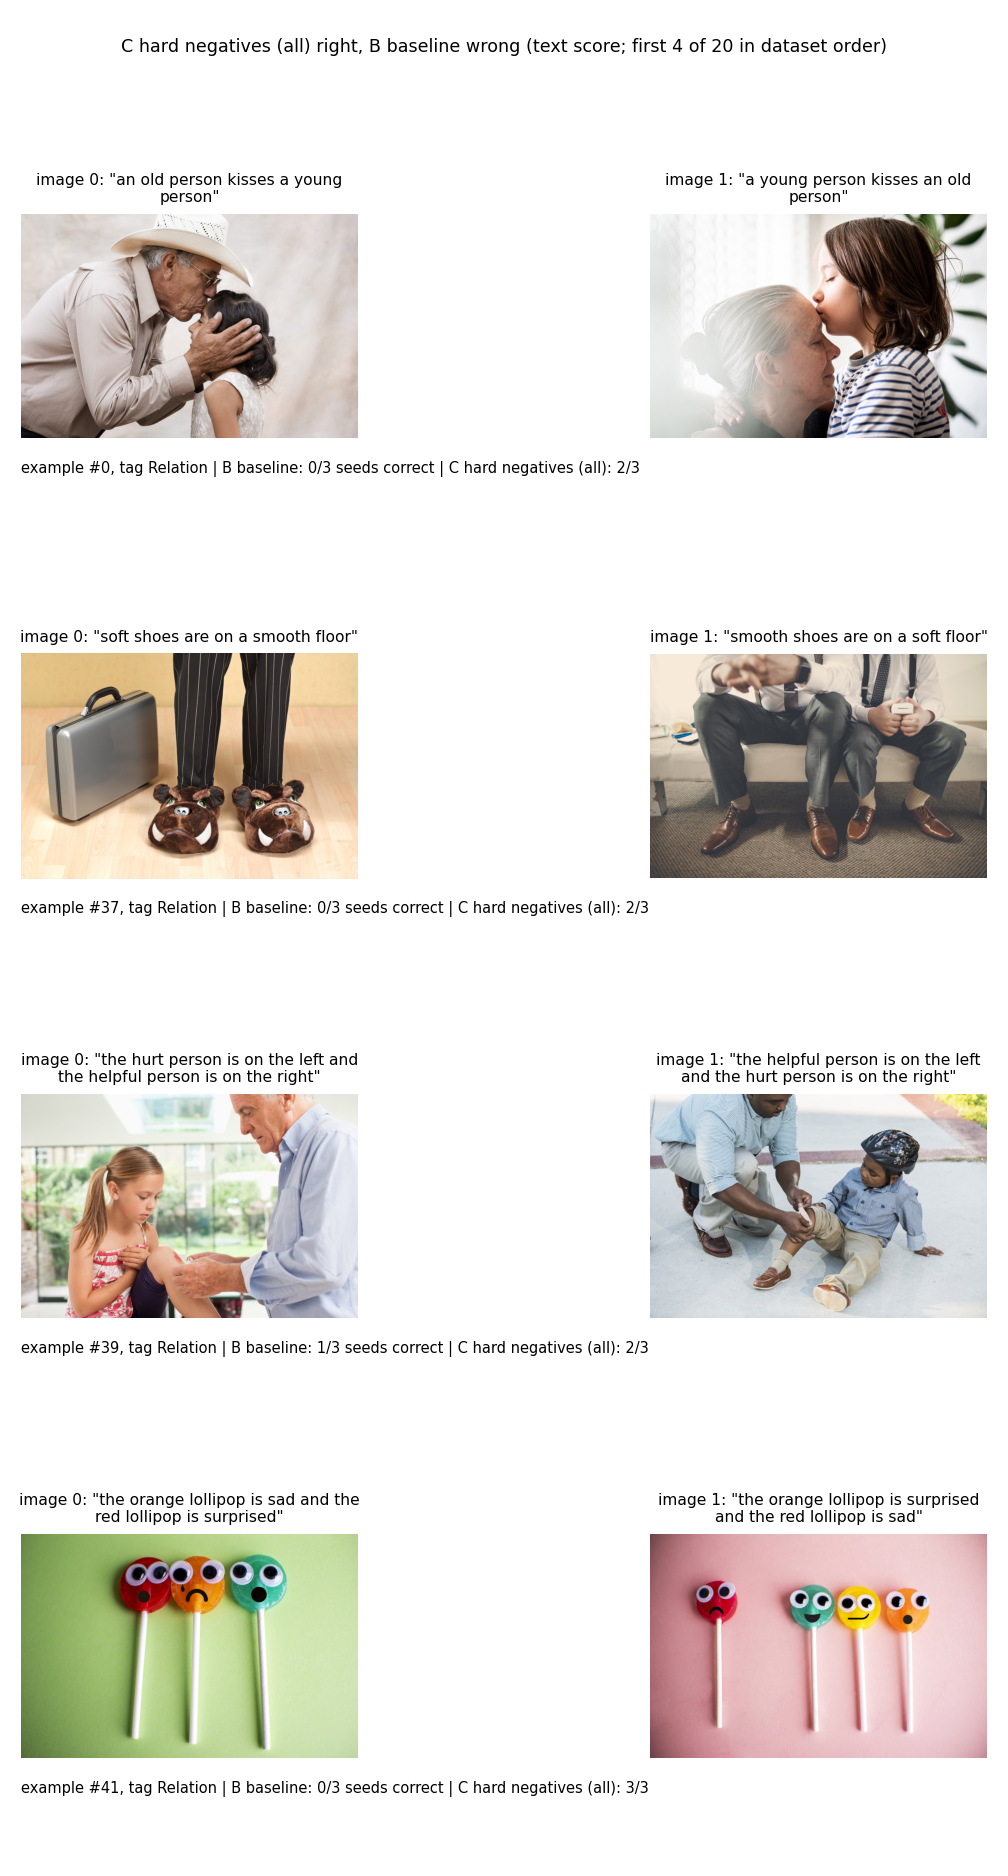 C hard negatives (all) right, B baseline wrong (text score; first 4 of 20 in dataset order)
image 0: "an old person kisses a young
person"
image 1: "a young person kisses an old
person"
example #0, tag Relation | B baseline: 0/3 seeds correct | C hard negatives (all): 2/3
image 0: "soft shoes are on a smooth floor"
image 1: "smooth shoes are on a soft floor"
example #37, tag Relation | B baseline: 0/3 seeds correct | C hard negatives (all): 2/3
image 0: "the hurt person is on the left and
the helpful person is on the right"
image 1: "the helpful person is on the left
and the hurt person is on the right"
example #39, tag Relation | B baseline: 1/3 seeds correct | C hard negatives (all): 2/3
image 0: "the orange lollipop is sad and the
red lollipop is surprised"
image 1: "the orange lollipop is surprised
and the red lollipop is sad"
example #41, tag Relation | B baseline: 0/3 seeds correct | C hard negatives (all): 3/3